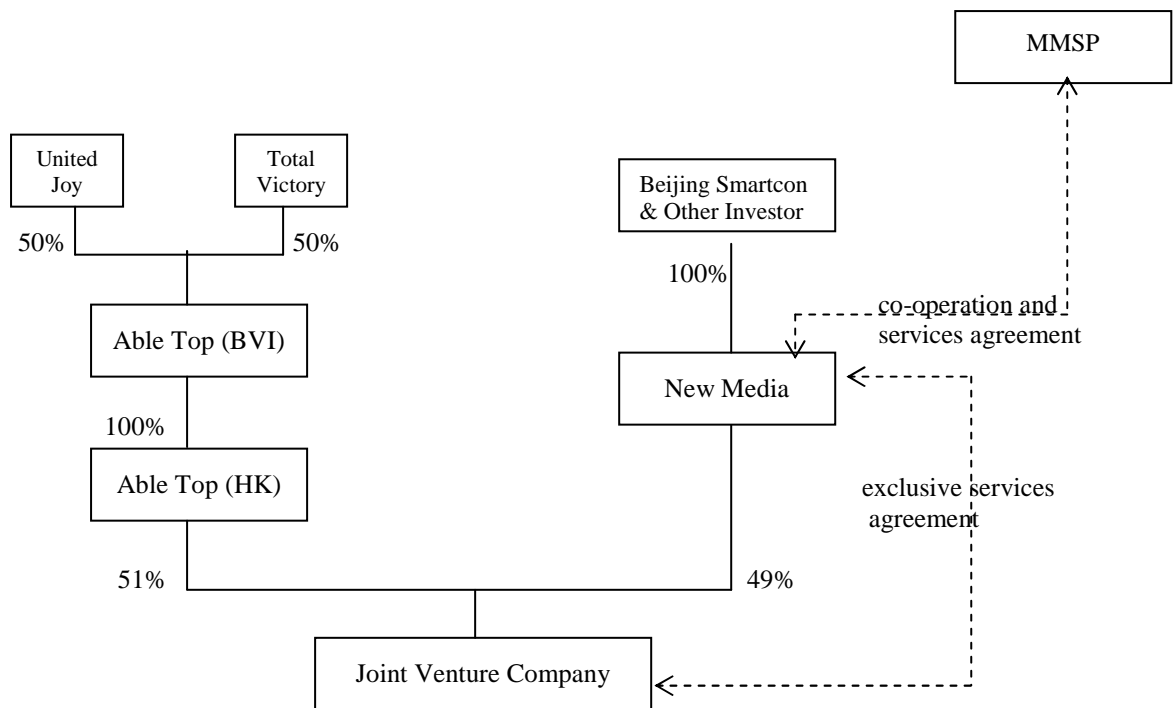 MMSP
United
Joy
Total
Victory
Beijing Smartcon
& Other Investor
50%
50%
100%
co-operation and
services agreement
Able Top (BVI)
New Media
100%
Able Top (HK)
exclusive services
agreement
51%
49%
Joint Venture Company